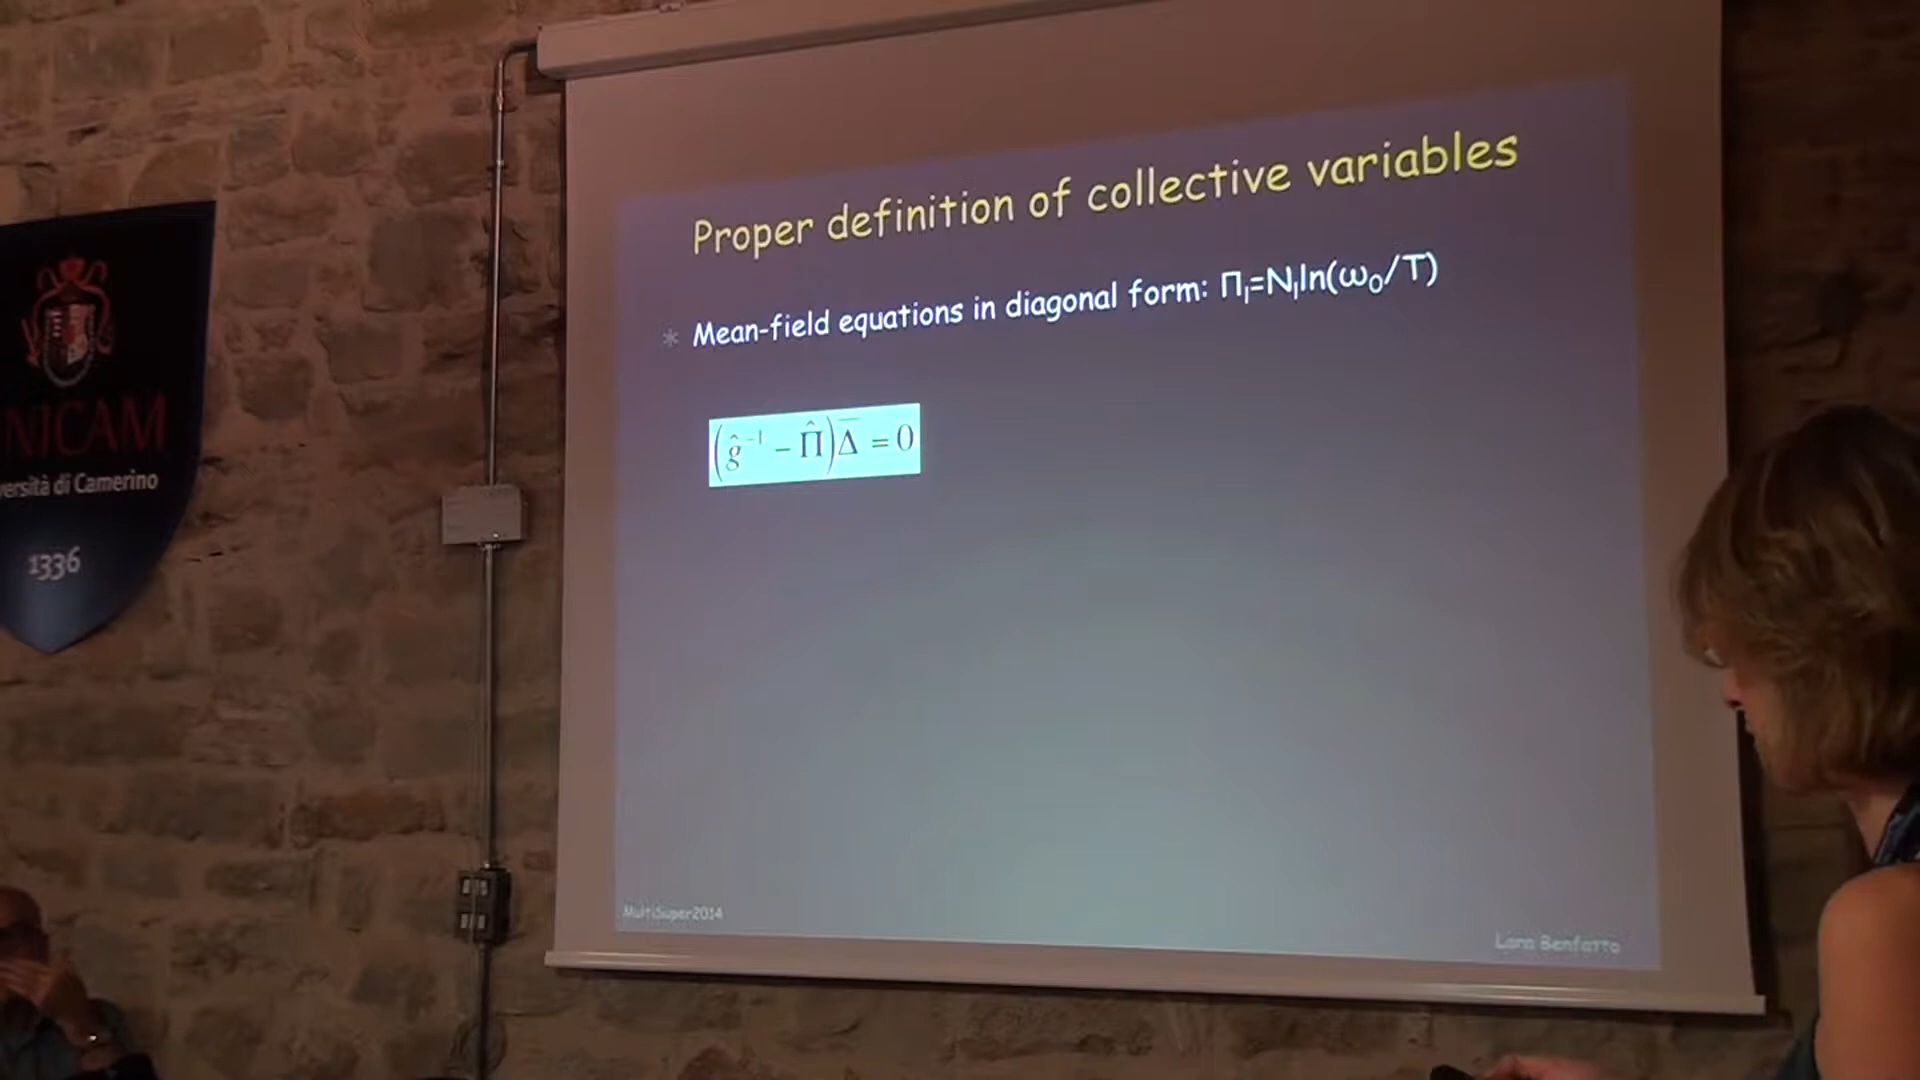 Proper definition of collective variables
* Mean-field equations in diagonal form: Πₗ=Nₗln(ω₀/T)
(ĝ⁻¹ − Π̂)Δ̅ = 0
NICAM
versità di Camerino
1336
MultiSuper2014
Lara Benfatto